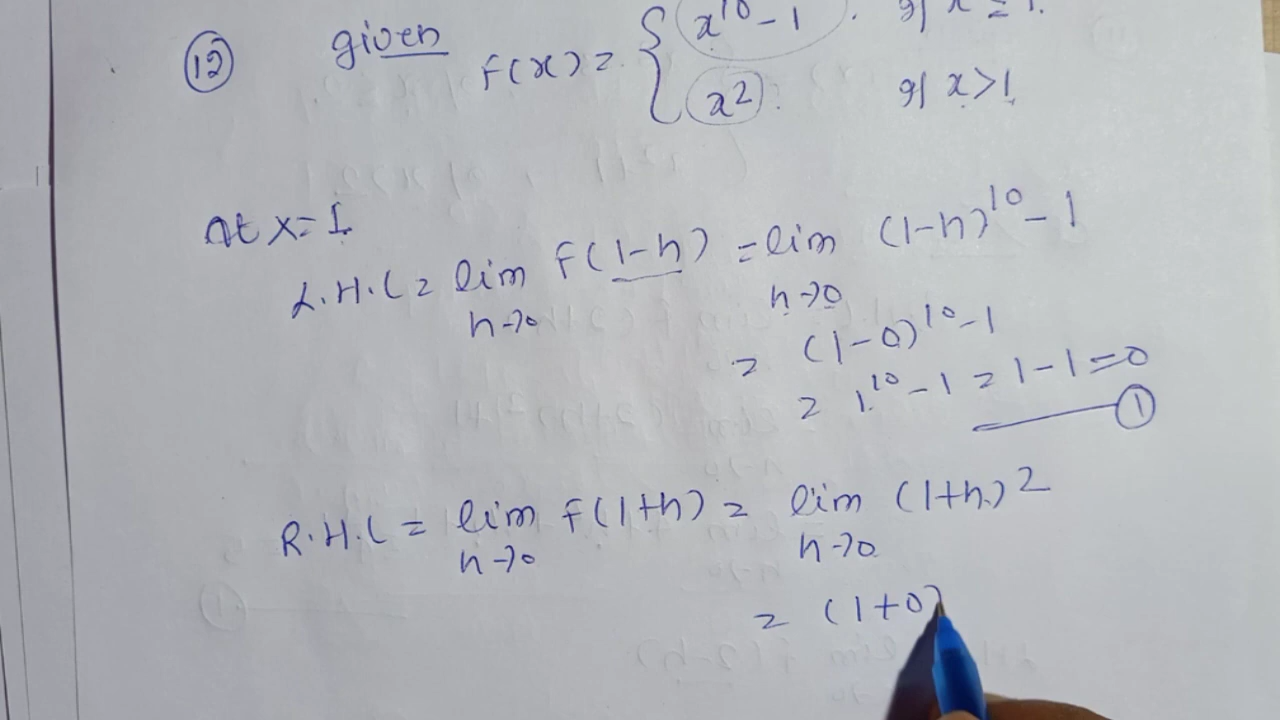 (12) given f(x) = { x^10 - 1 . if x ≤ 1.
x^2 . if x > 1.
At x = 1.
L.H.L = lim f(1-h) = lim (1-h)^10 - 1
h→0 h→0
= (1-0)^10 - 1
= 1^10 - 1 = 1 - 1 = 0
(1)
R.H.L = lim f(1+h) = lim (1+h)^2
h→0 h→0
= (1+0)